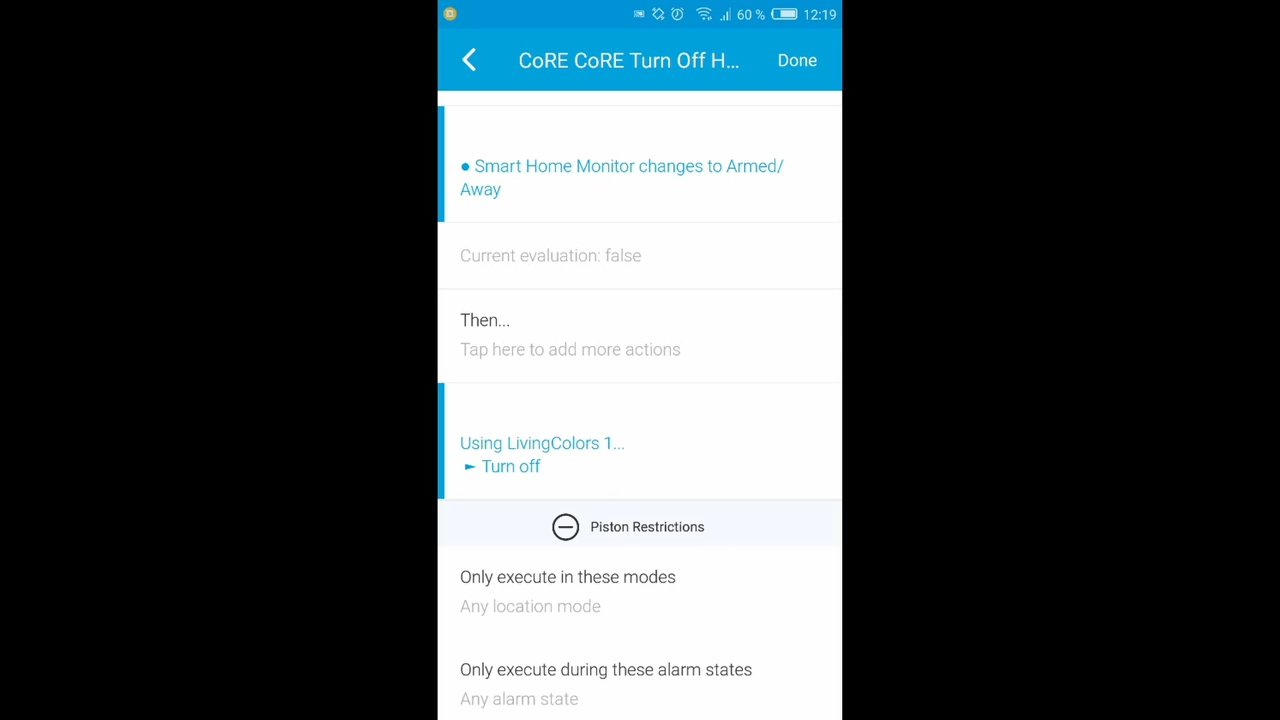 60 % 12:19
CoRE CoRE Turn Off H... Done
● Smart Home Monitor changes to Armed/
Away
Current evaluation: false
Then...
Tap here to add more actions
Using LivingColors 1...
► Turn off
Piston Restrictions
Only execute in these modes
Any location mode
Only execute during these alarm states
Any alarm state